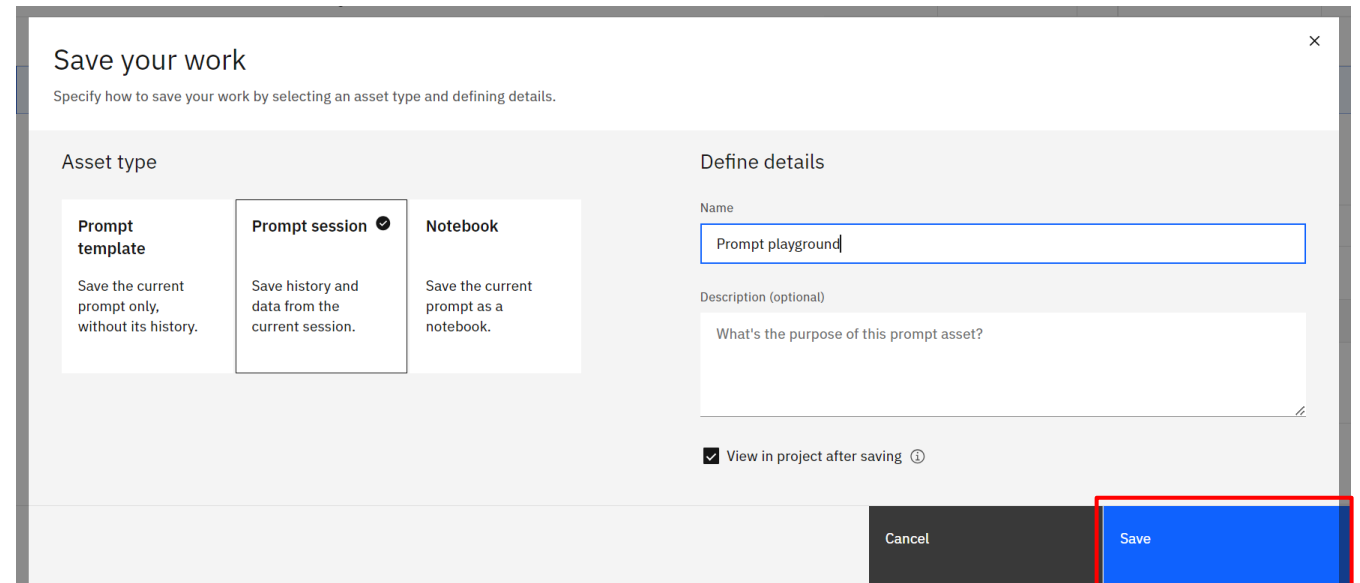 Save your work
Specify how to save your work by selecting an asset type and defining details.
Asset type
Prompt
template
Save the current
prompt only,
without its history.
Prompt session
Save history and
data from the
current session.
Notebook
Save the current
prompt as a
notebook.
Define details
Name
Prompt playground
Description (optional)
What's the purpose of this prompt asset?
View in project after saving
Cancel
Save